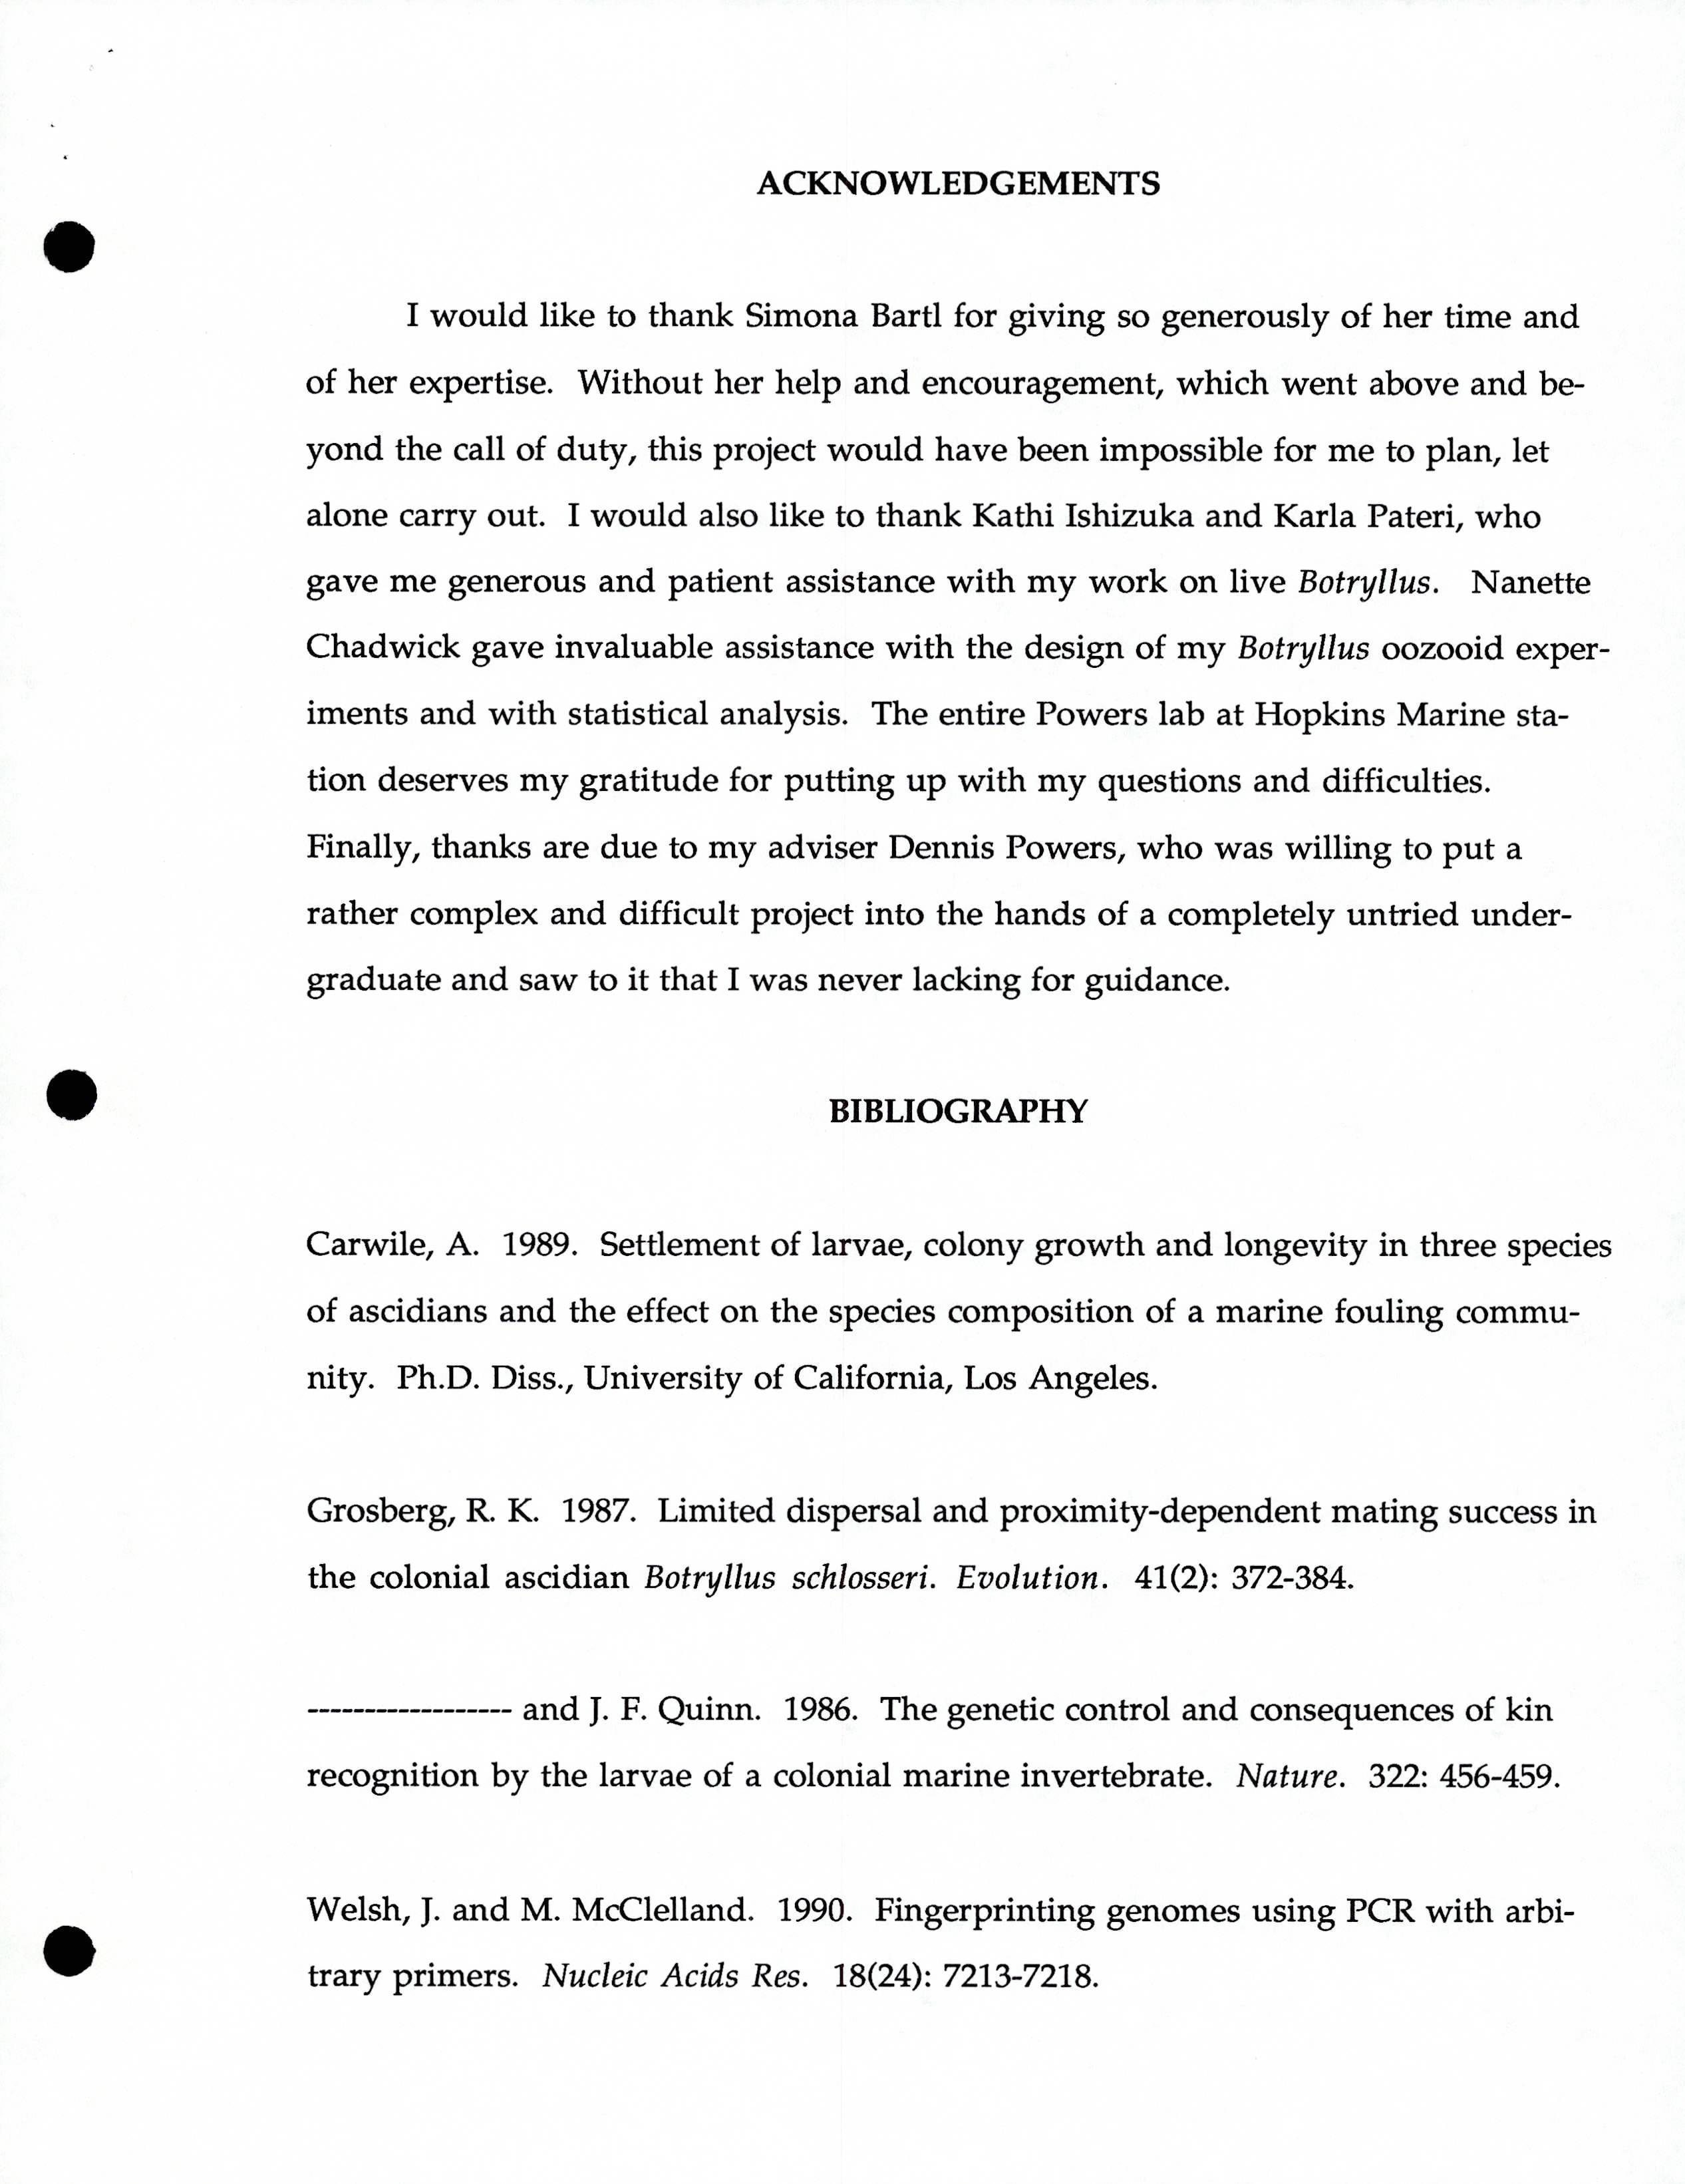 ACKNOWLEDGEMENTS
I would like to thank Simona Bartl for giving so generously of her time and
of her expertise. Without her help and encouragement, which went above and be-
yond the call of duty, this project would have been impossible for me to plan, let
alone carry out. I would also like to thank Kathi Ishizuka and Karla Pateri, who
gave me generous and patient assistance with my work on live Botryllus. Nanette
Chadwick gave invaluable assistance with the design of my Botryllus oozooid exper-
iments and with statistical analysis. The entire Powers lab at Hopkins Marine sta-
tion deserves my gratitude for putting up with my questions and difficulties.
Finally, thanks are due to my adviser Dennis Powers, who was willing to put a
rather complex and difficult project into the hands of a completely untried under-
graduate and saw to it that I was never lacking for guidance.
BIBLIOGRAPHY
Carwile, A. 1989. Settlement of larvae, colony growth and longevity in three species
of ascidians and the effect on the species composition of a marine fouling commu-
nity. Ph.D. Diss., University of California, Los Angeles.
Grosberg, R. K. 1987. Limited dispersal and proximity-dependent mating success in
the colonial ascidian Botryllus schlosseri. Evolution. 41(2): 372-384.
------------------ and J. F. Quinn. 1986. The genetic control and consequences of kin
recognition by the larvae of a colonial marine invertebrate. Nature. 322: 456-459.
Welsh, J. and M. McClelland. 1990. Fingerprinting genomes using PCR with arbi-
trary primers. Nucleic Acids Res. 18(24): 7213-7218.